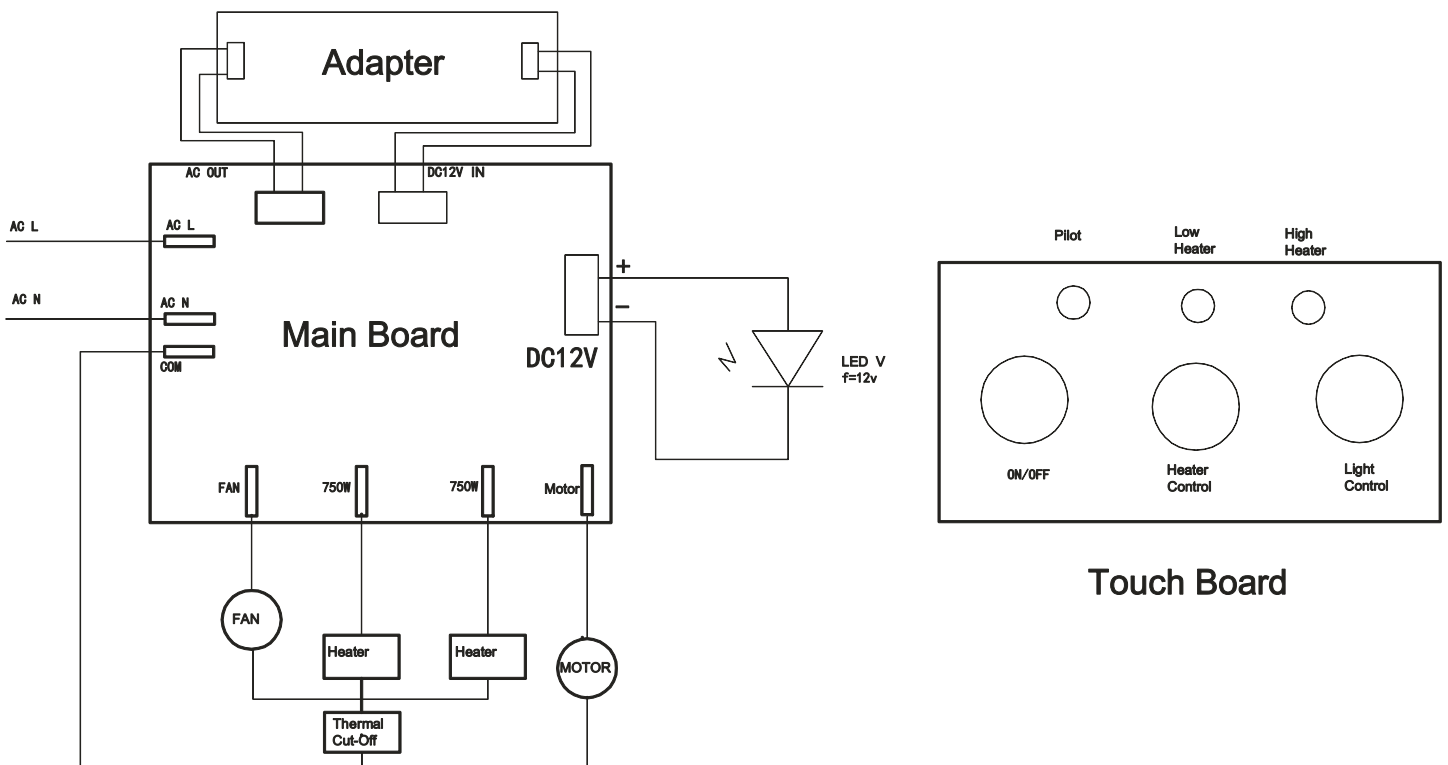 Adapter
AC OUT
DC12V IN
AC L
AC L
AC N
AC N
COM
Main Board
+
−
DC12V
LED V
f=12v
FAN
750W
750W
Motor
FAN
Heater
Heater
MOTOR
Thermal
Cut-Off
Pilot
Low
Heater
High
Heater
ON/OFF
Heater
Control
Light
Control
Touch Board